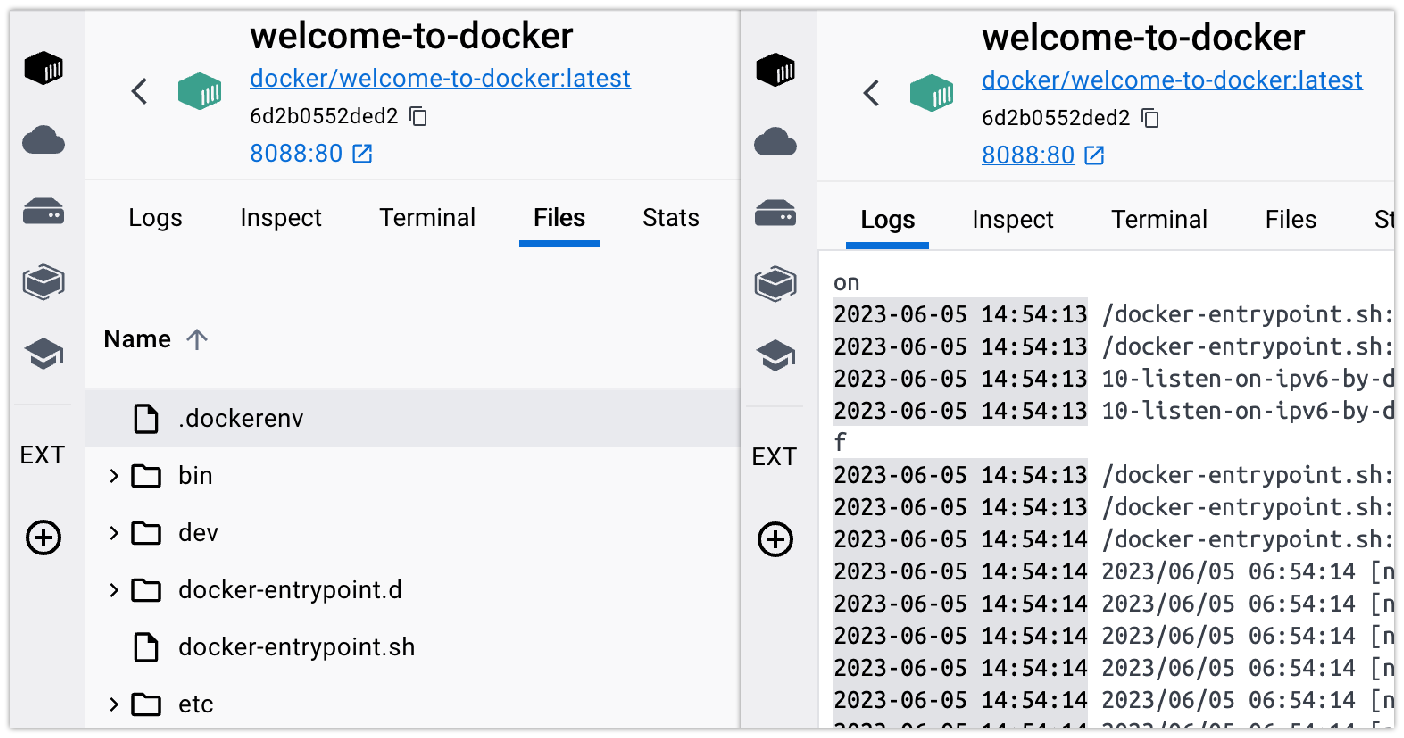 welcome-to-docker
docker/welcome-to-docker:latest
6d2b0552ded2
8088:80
Logs Inspect Terminal Files Stats
Name
.dockerenv
bin
EXT
dev
docker-entrypoint.d
docker-entrypoint.sh
etc
welcome-to-docker
docker/welcome-to-docker:latest
6d2b0552ded2
8088:80
Logs Inspect Terminal Files St
on
2023-06-05 14:54:13 /docker-entrypoint.sh:
2023-06-05 14:54:13 /docker-entrypoint.sh:
2023-06-05 14:54:13 10-listen-on-ipv6-by-d
2023-06-05 14:54:13 10-listen-on-ipv6-by-d
f
EXT
2023-06-05 14:54:13 /docker-entrypoint.sh:
2023-06-05 14:54:13 /docker-entrypoint.sh:
2023-06-05 14:54:14 /docker-entrypoint.sh:
2023-06-05 14:54:14 2023/06/05 06:54:14 [n
2023-06-05 14:54:14 2023/06/05 06:54:14 [n
2023-06-05 14:54:14 2023/06/05 06:54:14 [n
2023-06-05 14:54:14 2023/06/05 06:54:14 [n
2023-06-05 14:54:14 2023/06/05 06:54:14 [n